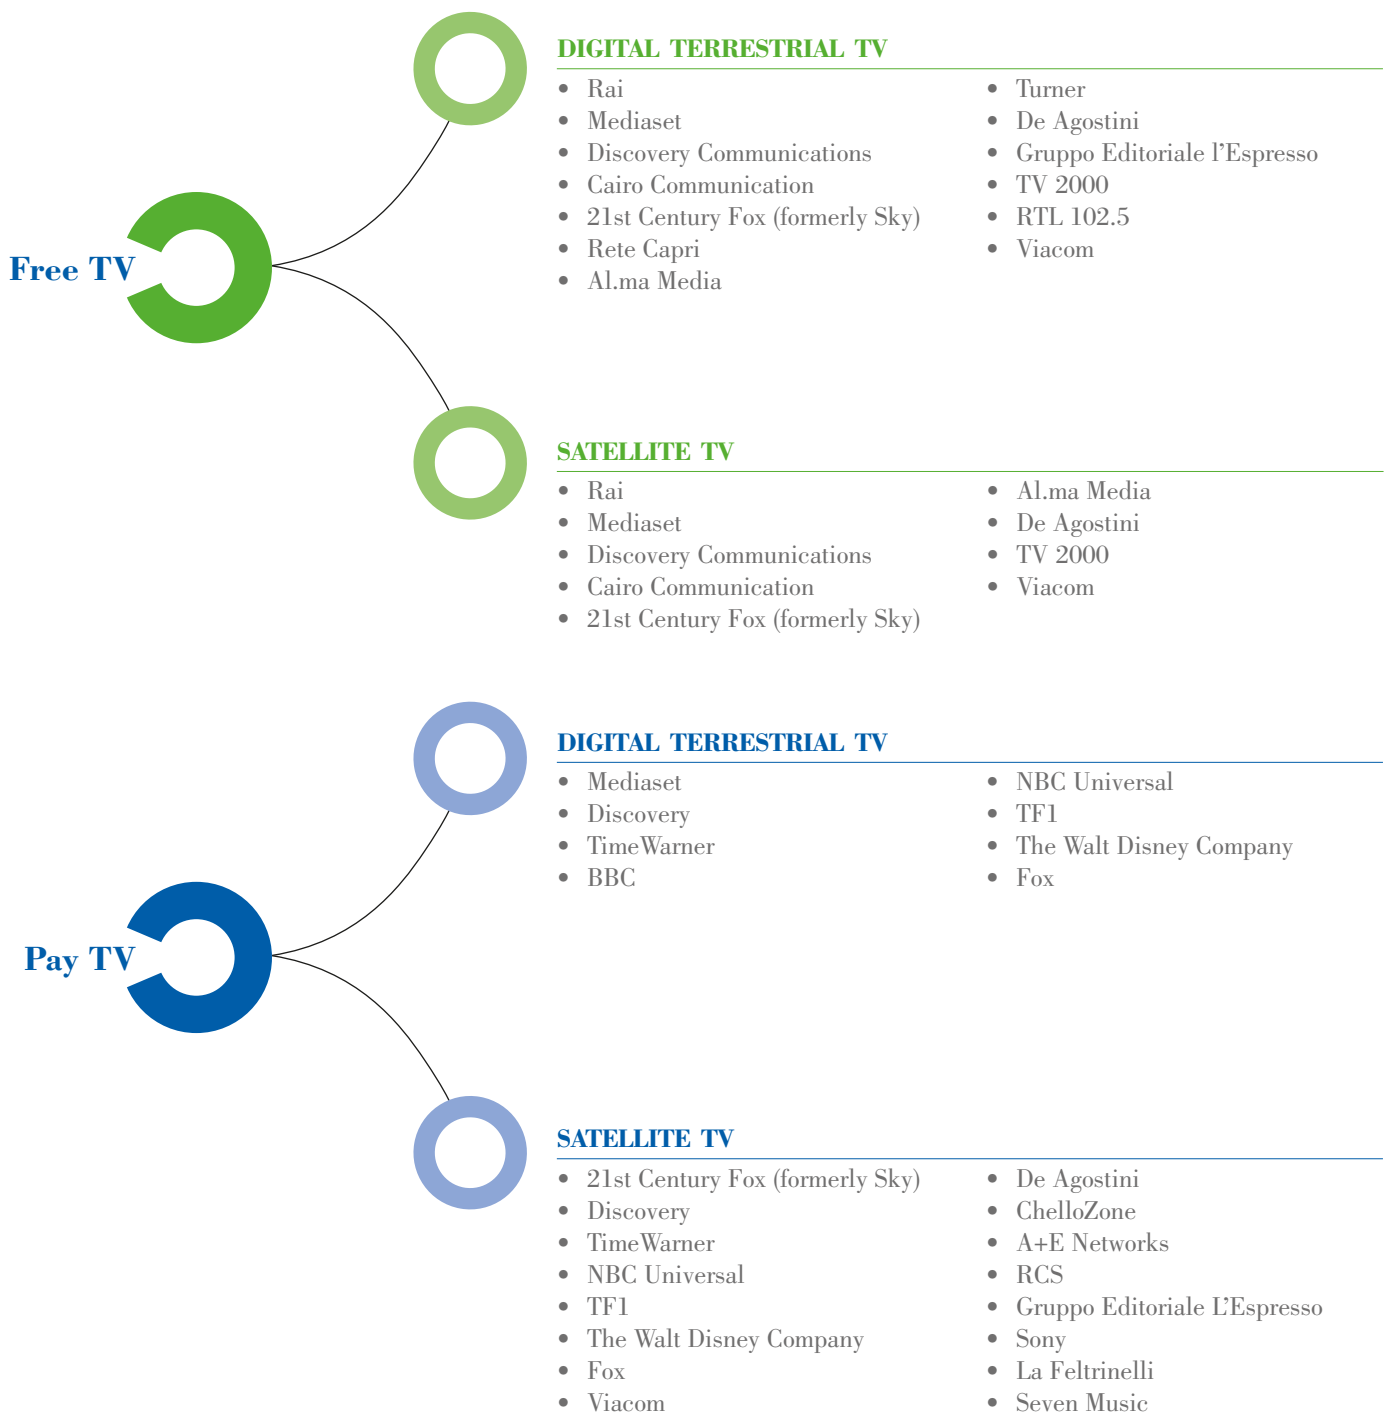 Free TV
DIGITAL TERRESTRIAL TV
• Rai
• Mediaset
• Discovery Communications
• Cairo Communication
• 21st Century Fox (formerly Sky)
• Rete Capri
• Al.ma Media
• Turner
• De Agostini
• Gruppo Editoriale l’Espresso
• TV 2000
• RTL 102.5
• Viacom
SATELLITE TV
• Rai
• Mediaset
• Discovery Communications
• Cairo Communication
• 21st Century Fox (formerly Sky)
• Al.ma Media
• De Agostini
• TV 2000
• Viacom
Pay TV
DIGITAL TERRESTRIAL TV
• Mediaset
• Discovery
• TimeWarner
• BBC
• NBC Universal
• TF1
• The Walt Disney Company
• Fox
SATELLITE TV
• 21st Century Fox (formerly Sky)
• Discovery
• TimeWarner
• NBC Universal
• TF1
• The Walt Disney Company
• Fox
• Viacom
• De Agostini
• ChelloZone
• A+E Networks
• RCS
• Gruppo Editoriale L’Espresso
• Sony
• La Feltrinelli
• Seven Music